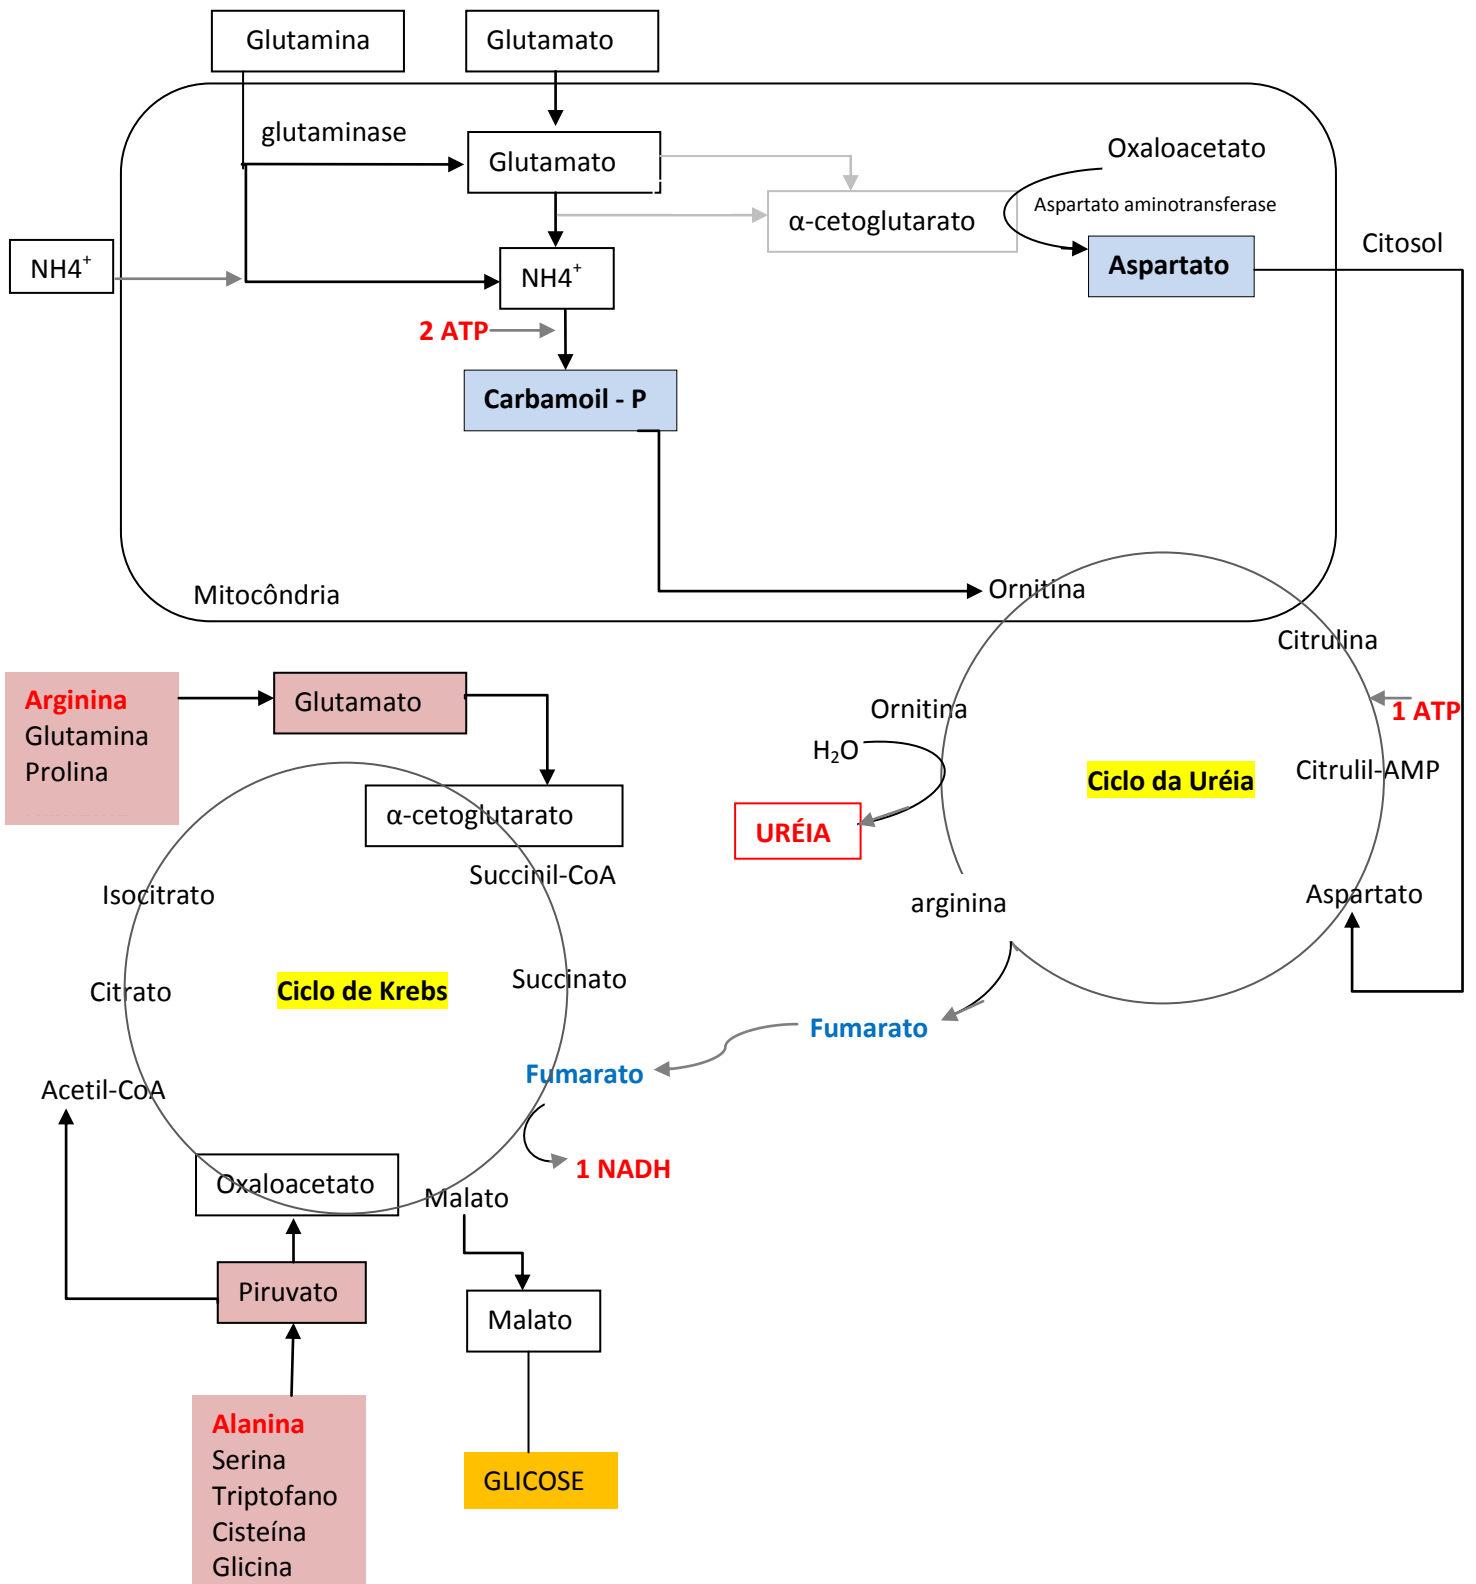 Glutamina
Glutamato
glutaminase
Glutamato
Oxaloacetato
α-cetoglutarato
Aspartato aminotransferase
Citosol
NH4⁺
NH4⁺
Aspartato
2 ATP
Carbamoil - P
Mitocôndria
Ornitina
Citrulina
Arginina
Glutamina
Prolina
Glutamato
Ornitina
1 ATP
H₂O
Ciclo da Uréia
Citrulil-AMP
α-cetoglutarato
URÉIA
Succinil-CoA
Isocitrato
arginina
Aspartato
Citrato
Ciclo de Krebs
Succinato
Fumarato
Fumarato
Acetil-CoA
1 NADH
Oxaloacetato
Malato
Piruvato
Malato
Alanina
Serina
Triptofano
Cisteína
Glicina
GLICOSE